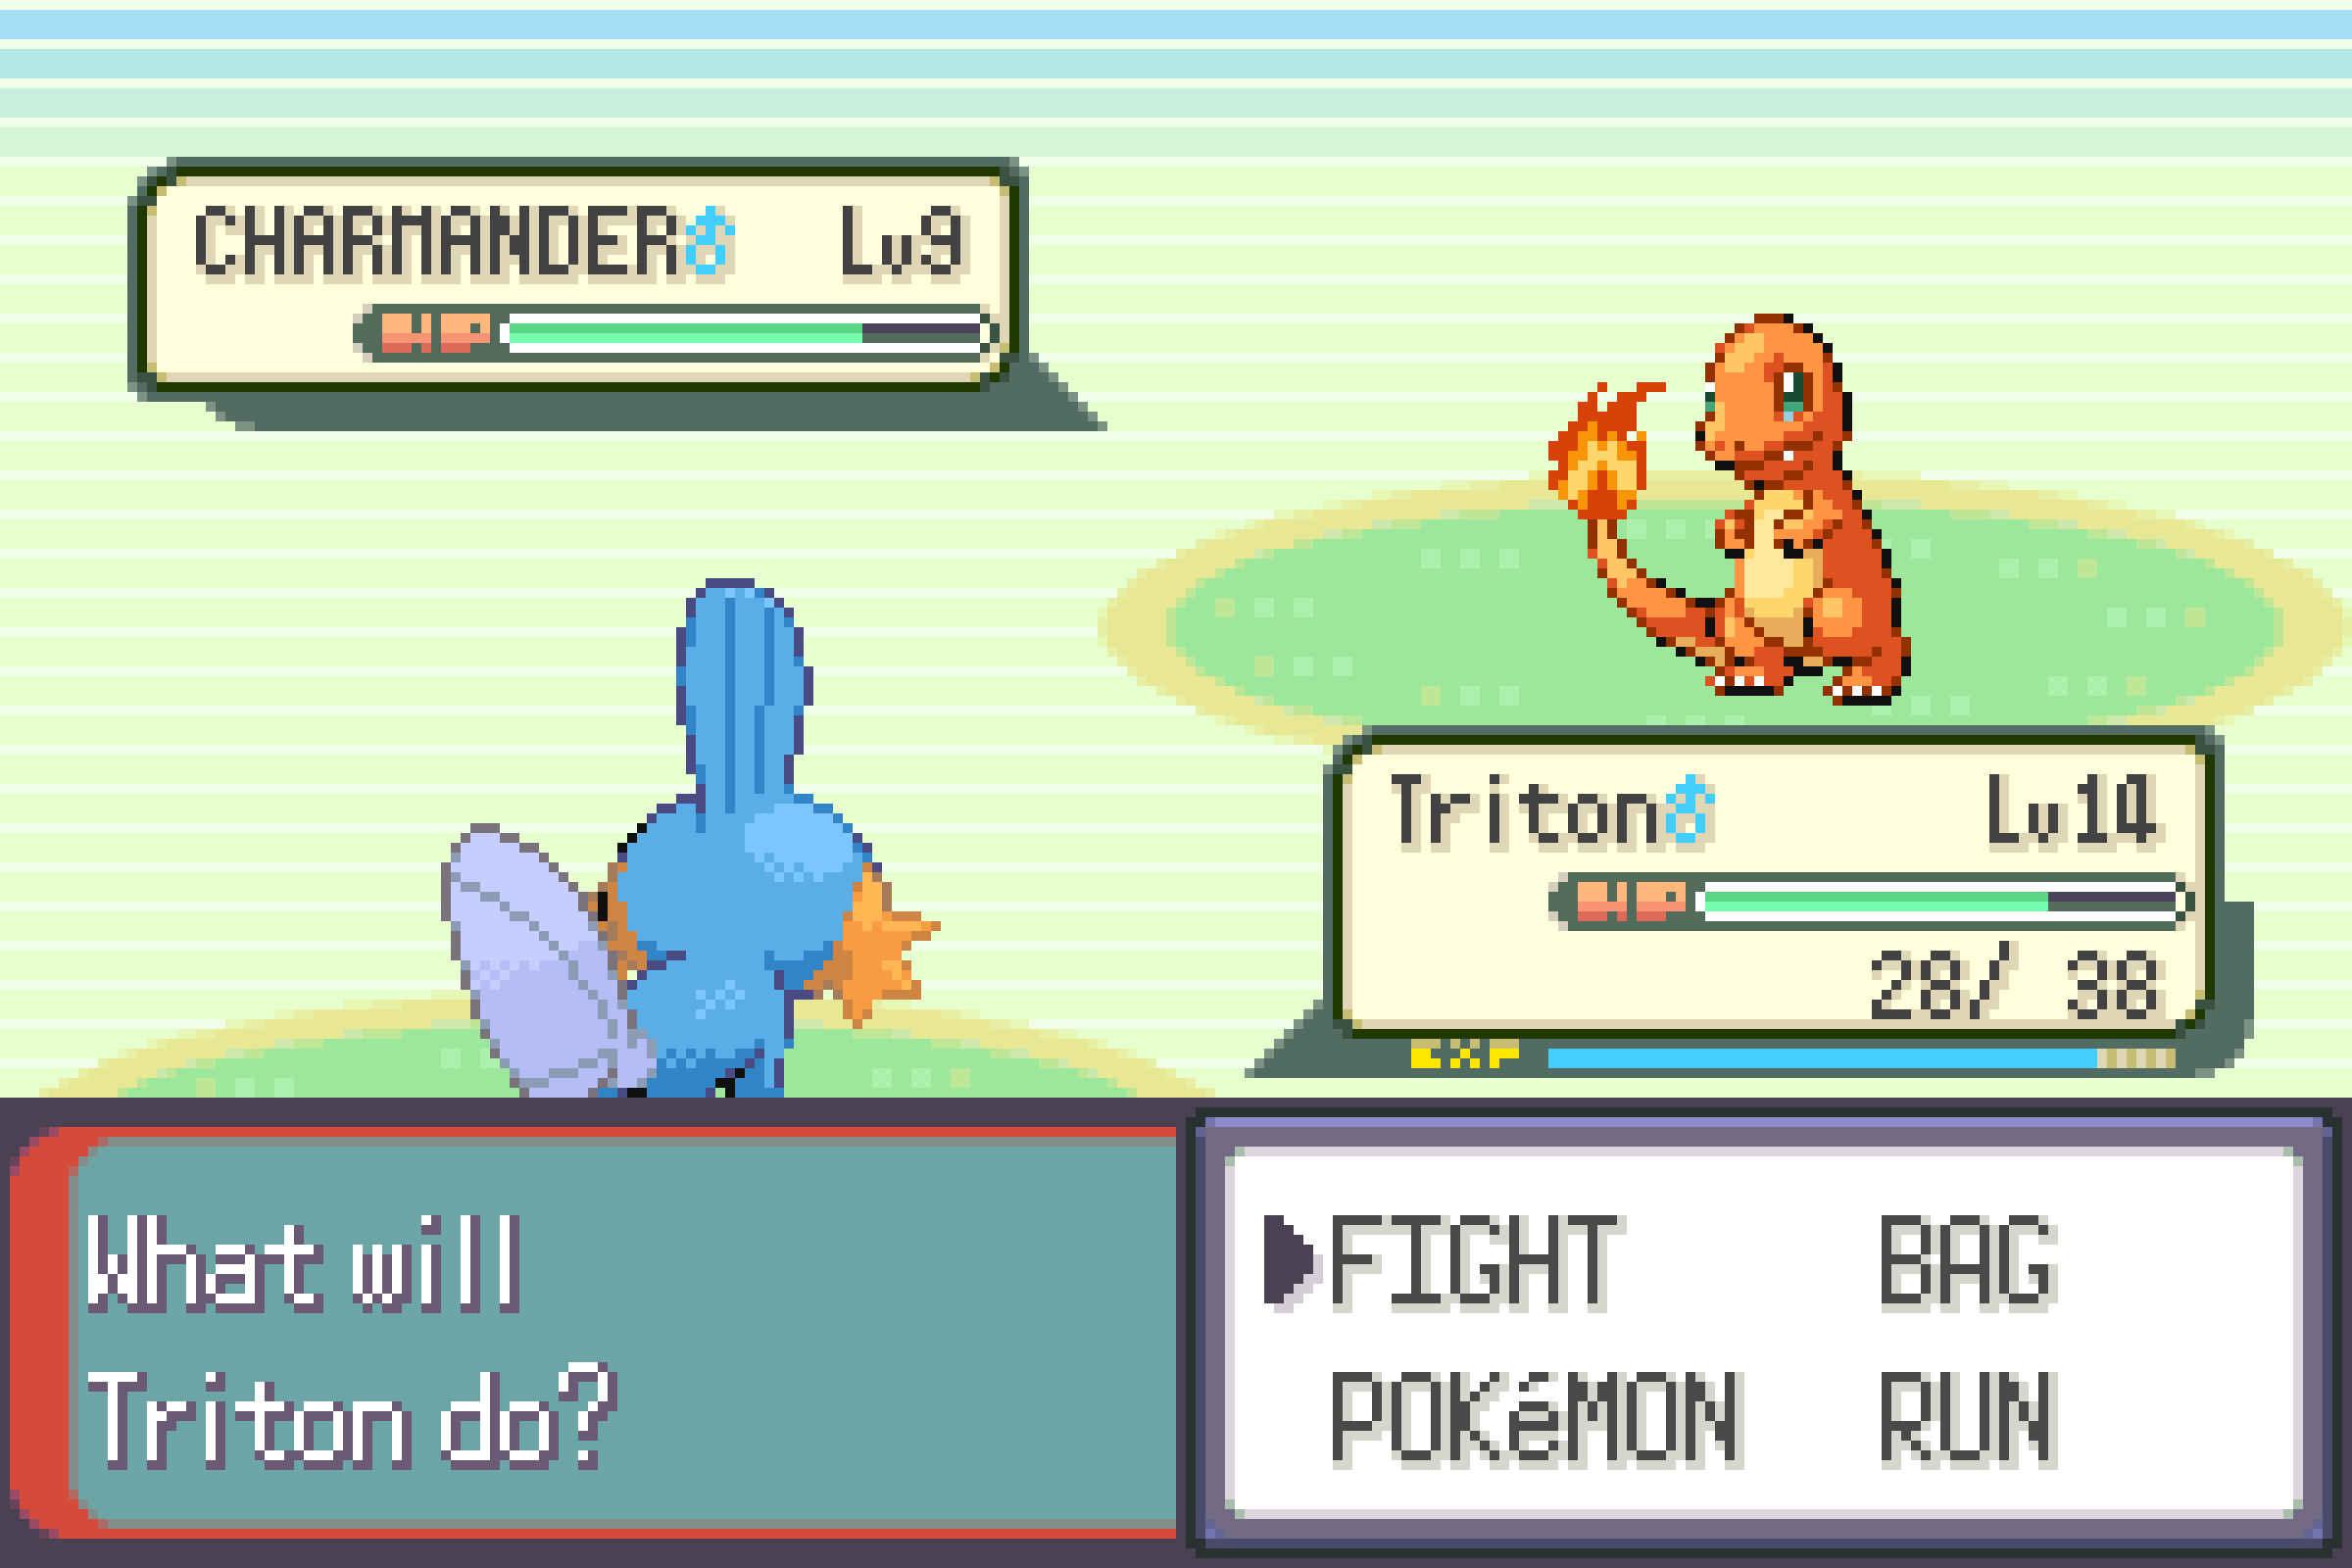 CHARMANDER♂ Lv9
HP
Triton♂ Lv14
HP
28/ 38
EXP
What will
Triton do?
FIGHT BAG
POKéMON RUN